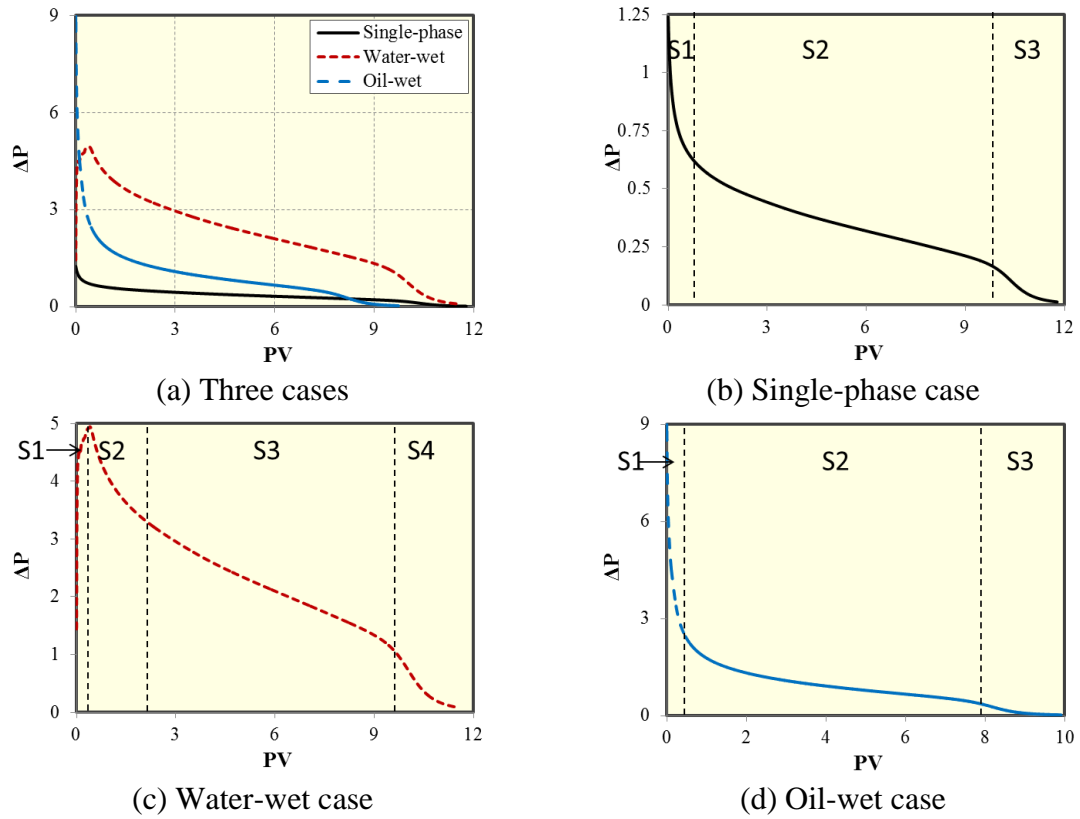 9
6
3
0
ΔP
Single-phase
Water-wet
Oil-wet
0 3 6 9 12
PV
(a) Three cases
1.25
1
0.75
0.5
0.25
0
ΔP
S1 S2 S3
0 3 6 9 12
PV
(b) Single-phase case
5
4
3
2
1
0
ΔP
S1 S2 S3 S4
0 3 6 9 12
PV
(c) Water-wet case
9
6
3
0
ΔP
S1 S2 S3
0 2 4 6 8 10
PV
(d) Oil-wet case